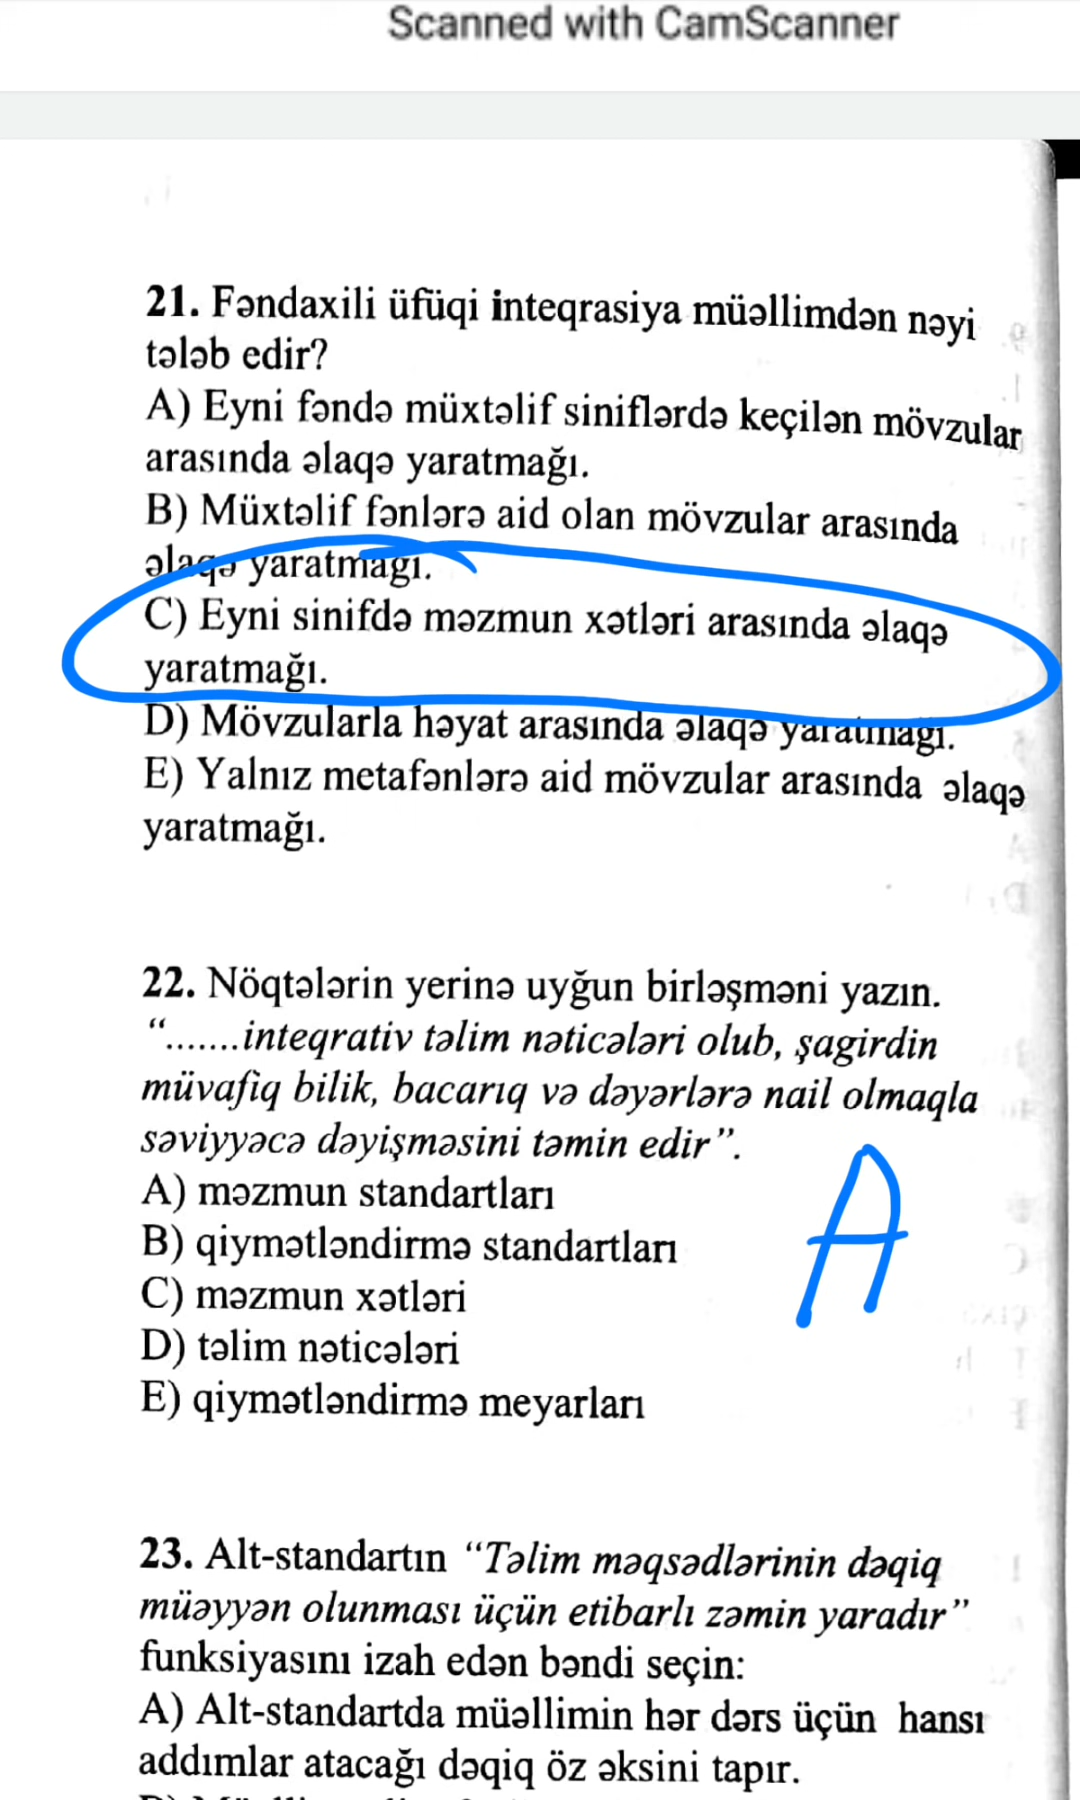 Scanned with CamScanner
21. Fəndaxili üfüqi inteqrasiya müəllimdən nəyi
tələb edir?
A) Eyni fəndə müxtəlif siniflərdə keçilən mövzular
arasında əlaqə yaratmağı.
B) Müxtəlif fənlərə aid olan mövzular arasında
əlaqə yaratmağı.
C) Eyni sinifdə məzmun xətləri arasında əlaqə
yaratmağı.
D) Mövzularla həyat arasında əlaqə yaratmağı.
E) Yalnız metafənlərə aid mövzular arasında əlaqə
yaratmağı.
22. Nöqtələrin yerinə uyğun birləşməni yazın.
“.......inteqrativ təlim nəticələri olub, şagirdin
müvafiq bilik, bacarıq və dəyərlərə nail olmaqla
səviyyəcə dəyişməsini təmin edir”.
A
A) məzmun standartları
B) qiymətləndirmə standartları
C) məzmun xətləri
D) təlim nəticələri
E) qiymətləndirmə meyarları
23. Alt-standartın “Təlim məqsədlərinin dəqiq
müəyyən olunması üçün etibarlı zəmin yaradır”
funksiyasını izah edən bəndi seçin:
A) Alt-standartda müəllimin hər dərs üçün hansı
addımlar atacağı dəqiq öz əksini tapır.